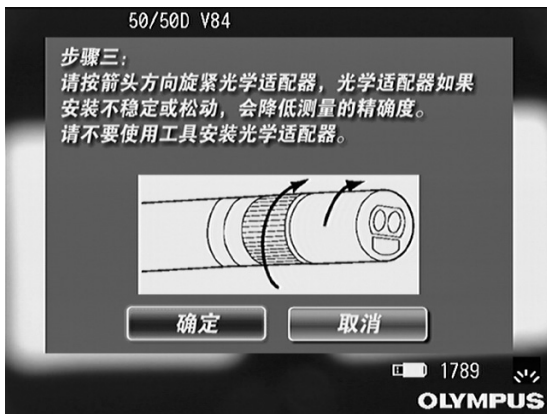 50/50D V84
步骤三：
请按箭头方向旋紧光学适配器，光学适配器如果
安装不稳定或松动，会降低测量的精确度。
请不要使用工具安装光学适配器。
确定
取消
1789
OLYMPUS